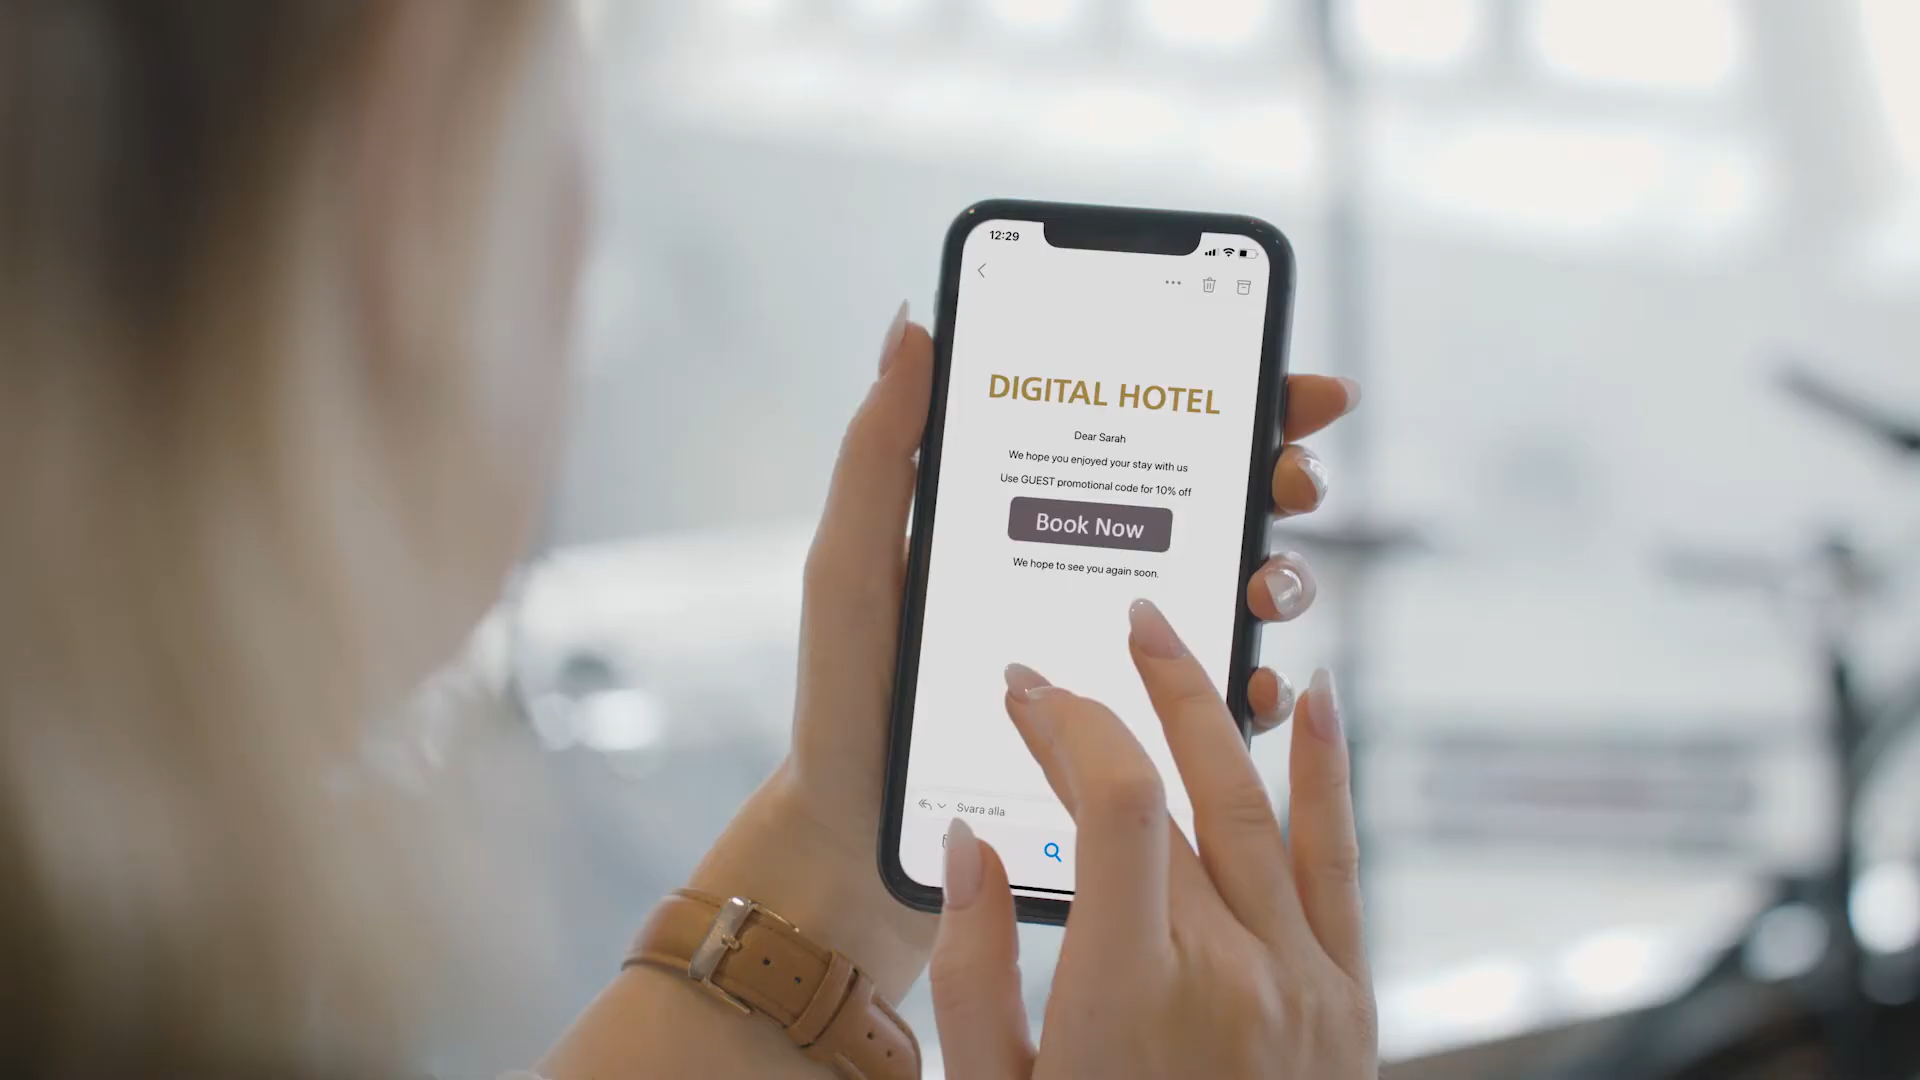 12:29
DIGITAL HOTEL
Dear Sarah
We hope you enjoyed your stay with us
Use GUEST promotional code for 10% off
Book Now
We hope to see you again soon.
Svara alla